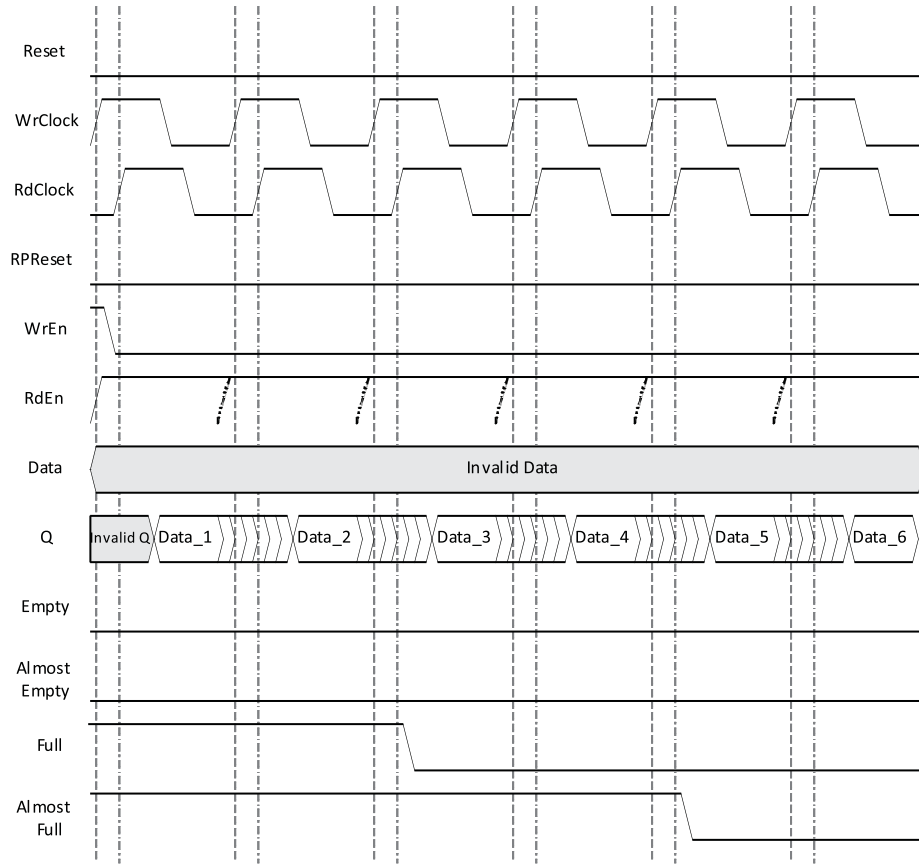 Reset
WrClock
RdClock
RPReset
WrEn
RdEn
Data
Invalid Data
Q
Invalid Q
Data_1
Data_2
Data_3
Data_4
Data_5
Data_6
Empty
Almost
Empty
Full
Almost
Full